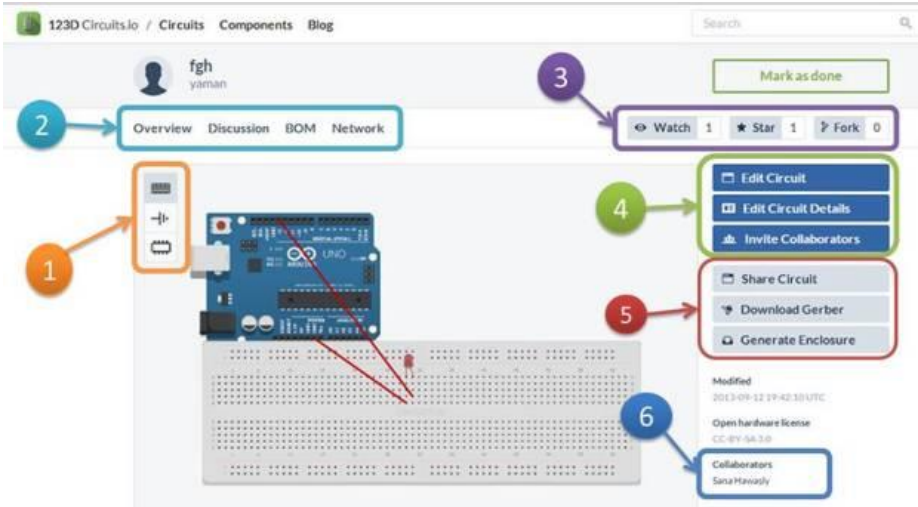 123D Circuits.io / Circuits Components Blog
Search
fgh
yaman
3
Mark as done
2
Overview Discussion BOM Network
Watch 1 Star 1 Fork 0
1
4
Edit Circuit
Edit Circuit Details
Invite Collaborators
UNO
5
Share Circuit
Download Gerber
Generate Enclosure
Modified
2013-09-12 19:42:10 UTC
6
Open hardware license
CC-BY-SA 3.0
Collaborators
Sana Hawasly